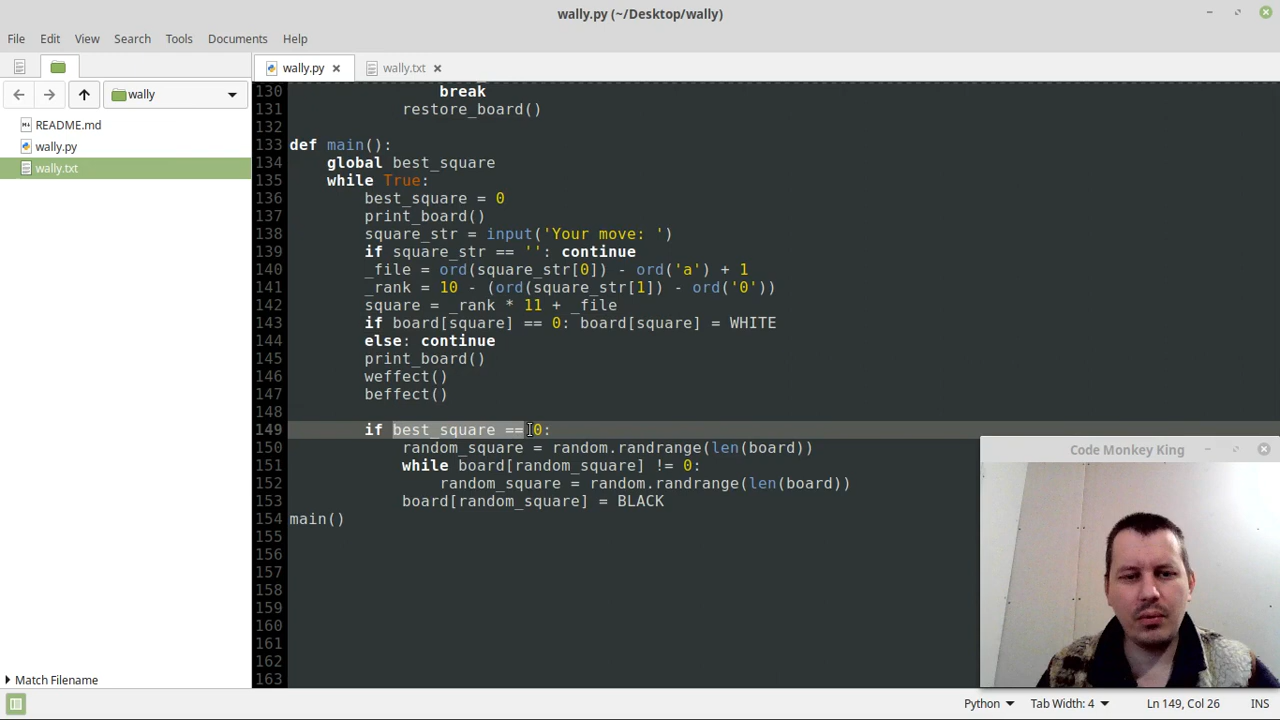 wally.py (~/Desktop/wally)
File Edit View Search Tools Documents Help
wally.py wally.txt
wally
README.md
wally.py
wally.txt
130 break
131 restore_board()
132
133 def main():
134 global best_square
135 while True:
136 best_square = 0
137 print_board()
138 square_str = input('Your move: ')
139 if square_str == '': continue
140 _file = ord(square_str[0]) - ord('a') + 1
141 _rank = 10 - (ord(square_str[1]) - ord('0'))
142 square = _rank * 11 + _file
143 if board[square] == 0: board[square] = WHITE
144 else: continue
145 print_board()
146 weffect()
147 beffect()
148
149 if best_square == 0:
150 random_square = random.randrange(len(board))
151 while board[random_square] != 0:
152 random_square = random.randrange(len(board))
153 board[random_square] = BLACK
154 main()
155
156
157
158
159
160
161
162
163
Code Monkey King
Match Filename
Python Tab Width: 4 Ln 149, Col 26 INS